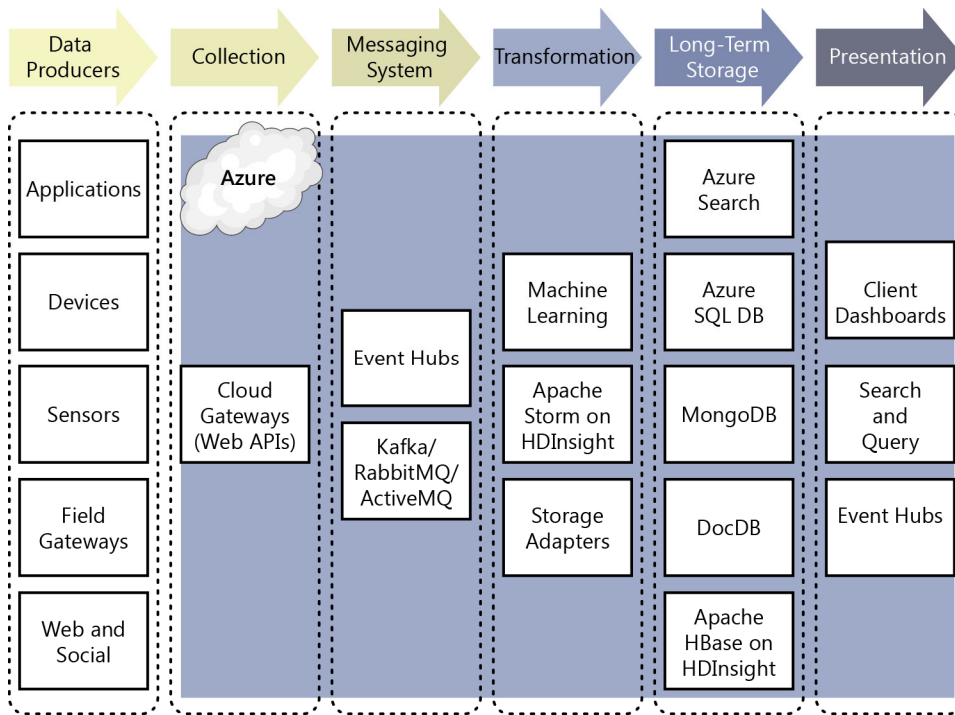 Data
Producers
Collection
Messaging
System
Transformation
Long-Term
Storage
Presentation
Applications
Devices
Sensors
Field
Gateways
Web and
Social
Azure
Cloud
Gateways
(Web APIs)
Event Hubs
Kafka/
RabbitMQ/
ActiveMQ
Machine
Learning
Apache
Storm on
HDInsight
Storage
Adapters
Azure
Search
Azure
SQL DB
MongoDB
DocDB
Apache
HBase on
HDInsight
Client
Dashboards
Search
and
Query
Event Hubs